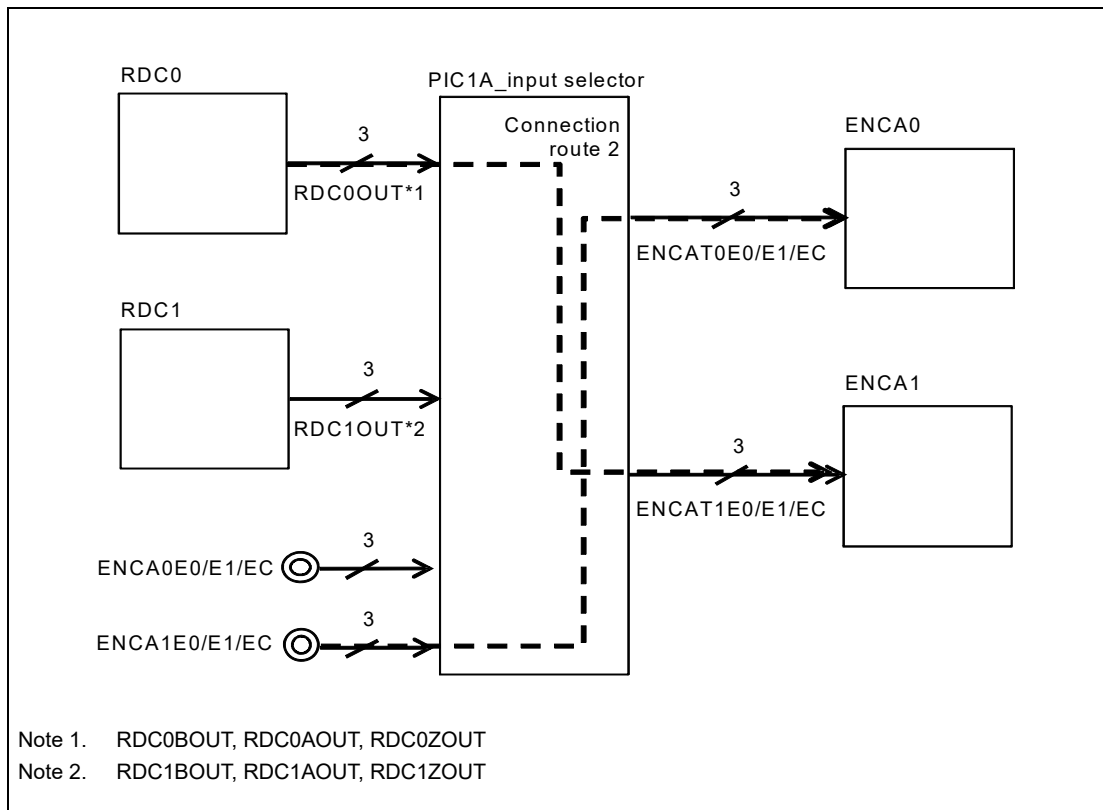 RDC0
PIC1A_input selector
Connection
route 2
ENCA0
3
RDC0OUT*1
3
ENCAT0E0/E1/EC
RDC1
3
RDC1OUT*2
ENCA1
3
ENCAT1E0/E1/EC
ENCA0E0/E1/EC
3
ENCA1E0/E1/EC
3
Note 1. RDC0BOUT, RDC0AOUT, RDC0ZOUT
Note 2. RDC1BOUT, RDC1AOUT, RDC1ZOUT